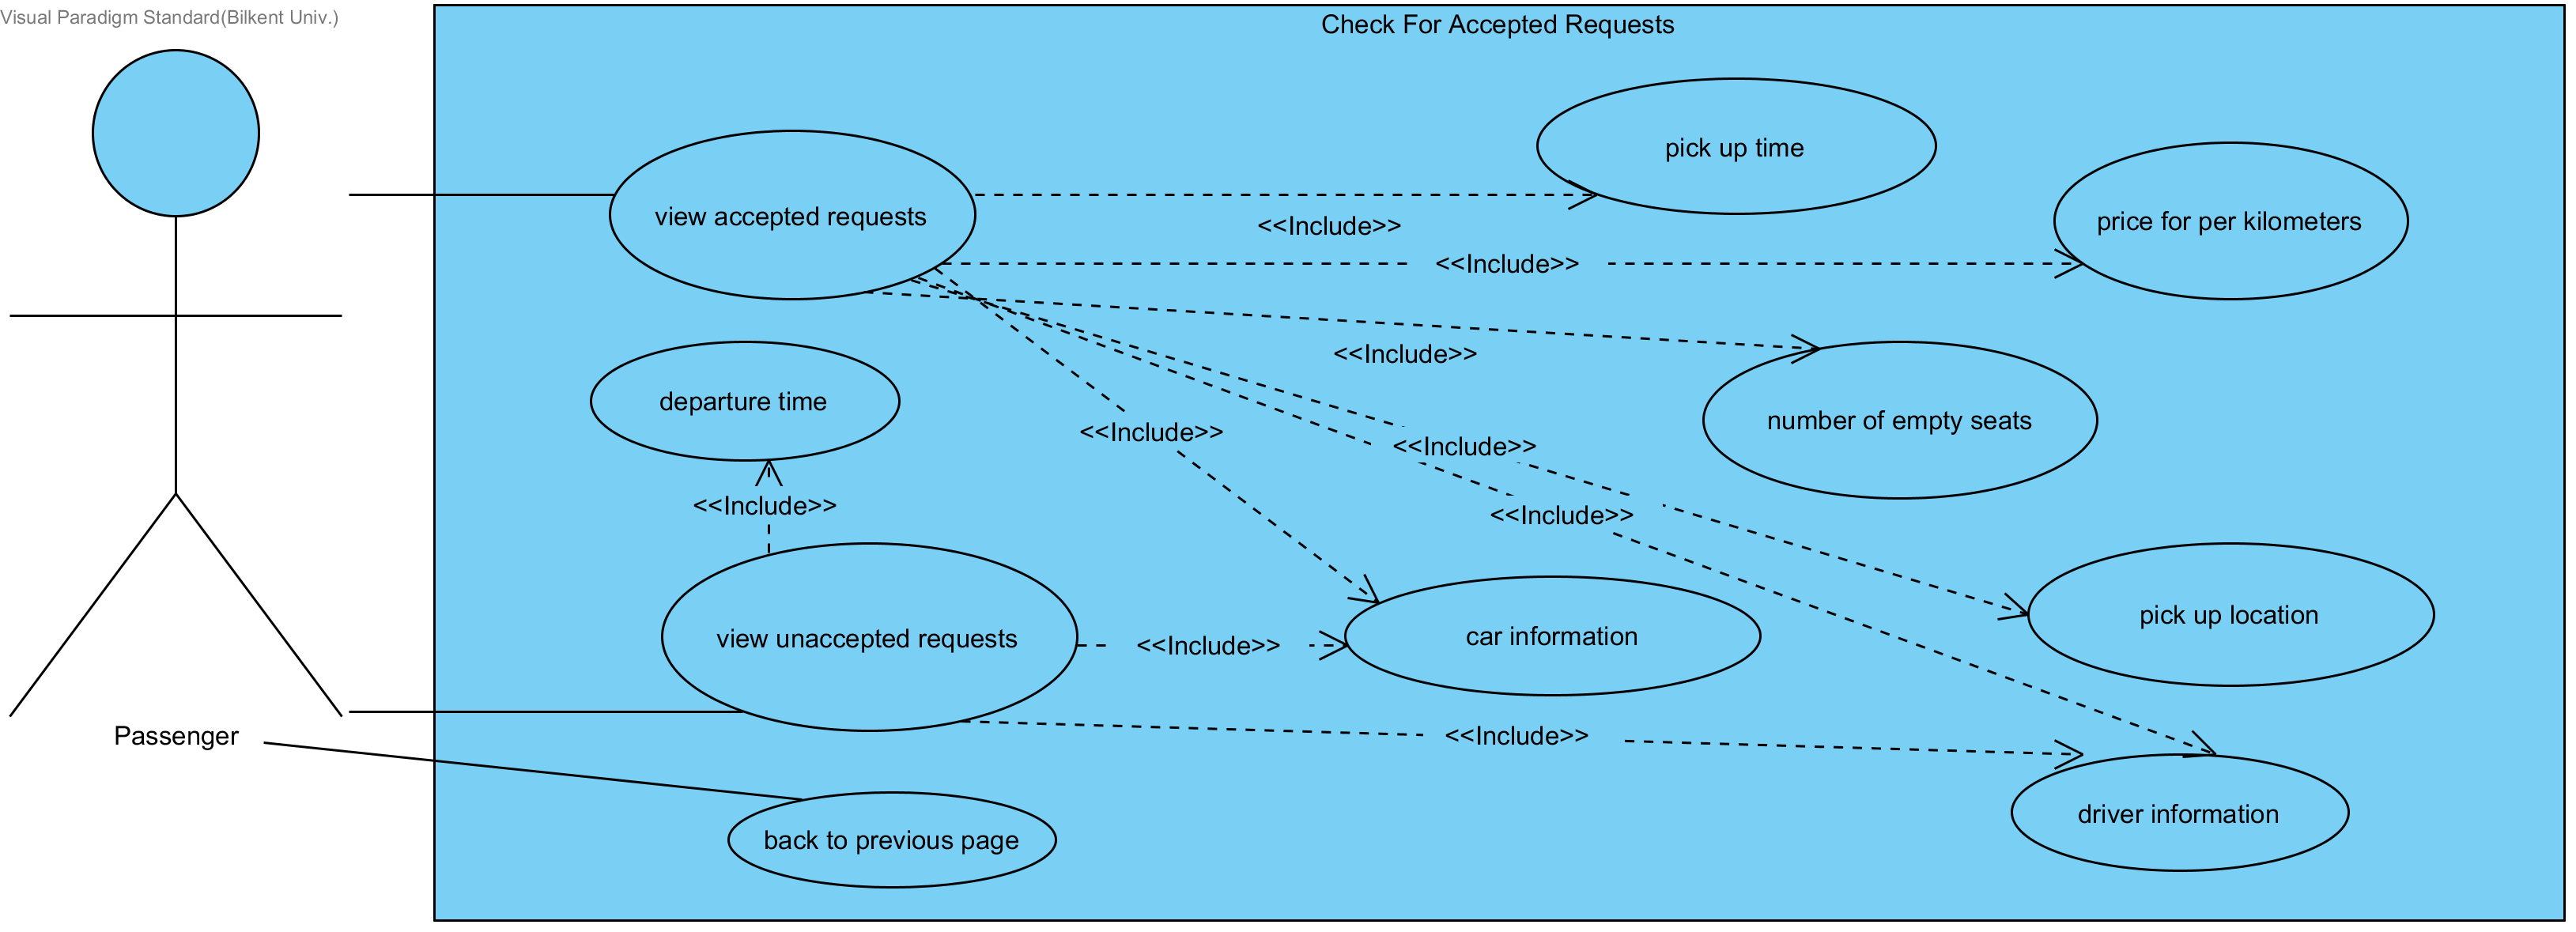 Visual Paradigm Standard(Bilkent Univ.)
Check For Accepted Requests
pick up time
view accepted requests
price for per kilometers
<<Include>>
<<Include>>
<<Include>>
departure time
number of empty seats
<<Include>>
<<Include>>
<<Include>>
<<Include>>
pick up location
view unaccepted requests
<<Include>>
car information
Passenger
<<Include>>
driver information
back to previous page